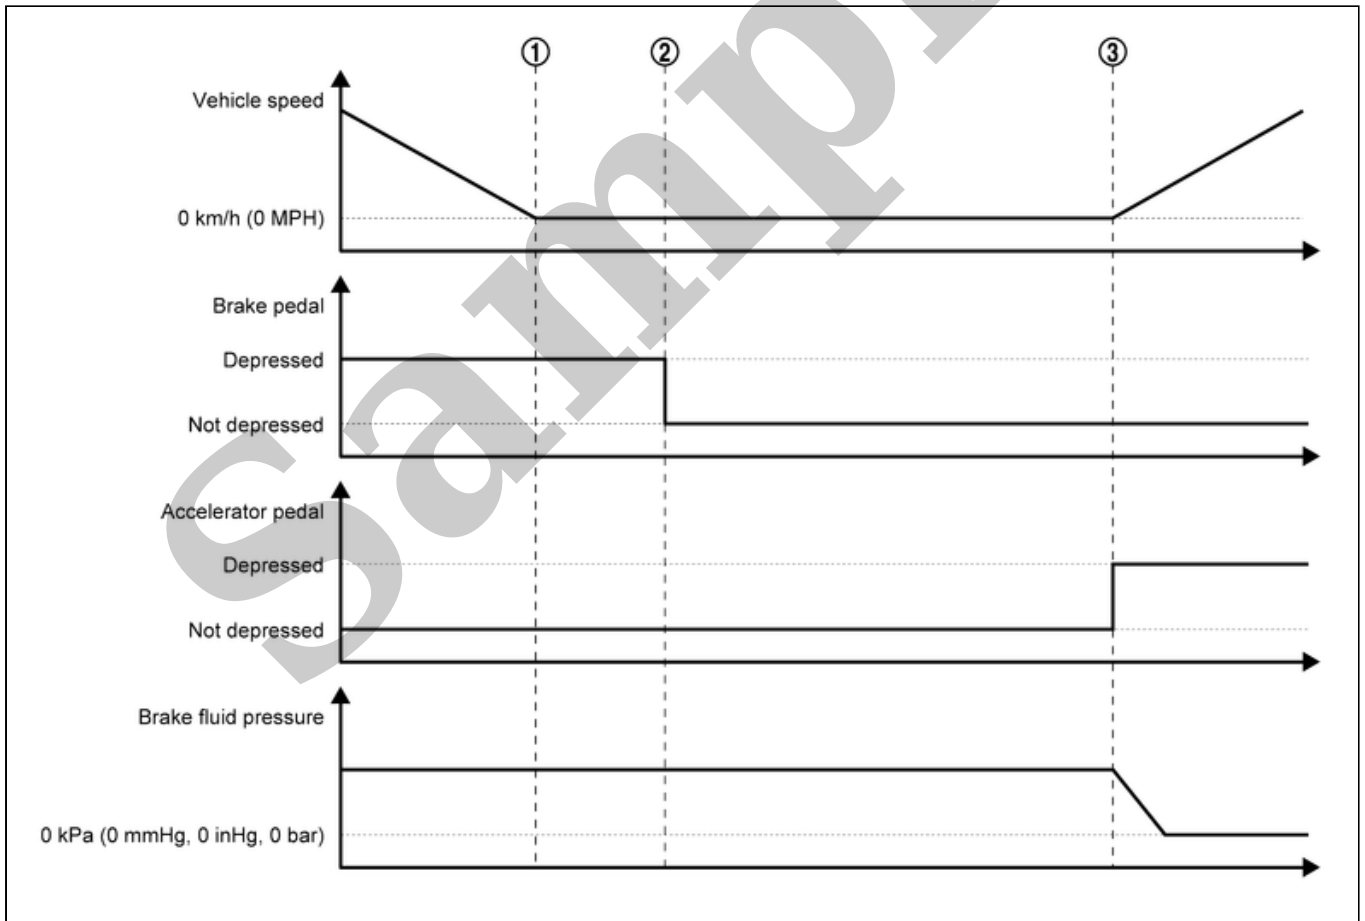 ① ② ③
Vehicle speed
0 km/h (0 MPH)
Brake pedal
Depressed
Not depressed
Accelerator pedal
Depressed
Not depressed
Brake fluid pressure
0 kPa (0 mmHg, 0 inHg, 0 bar)